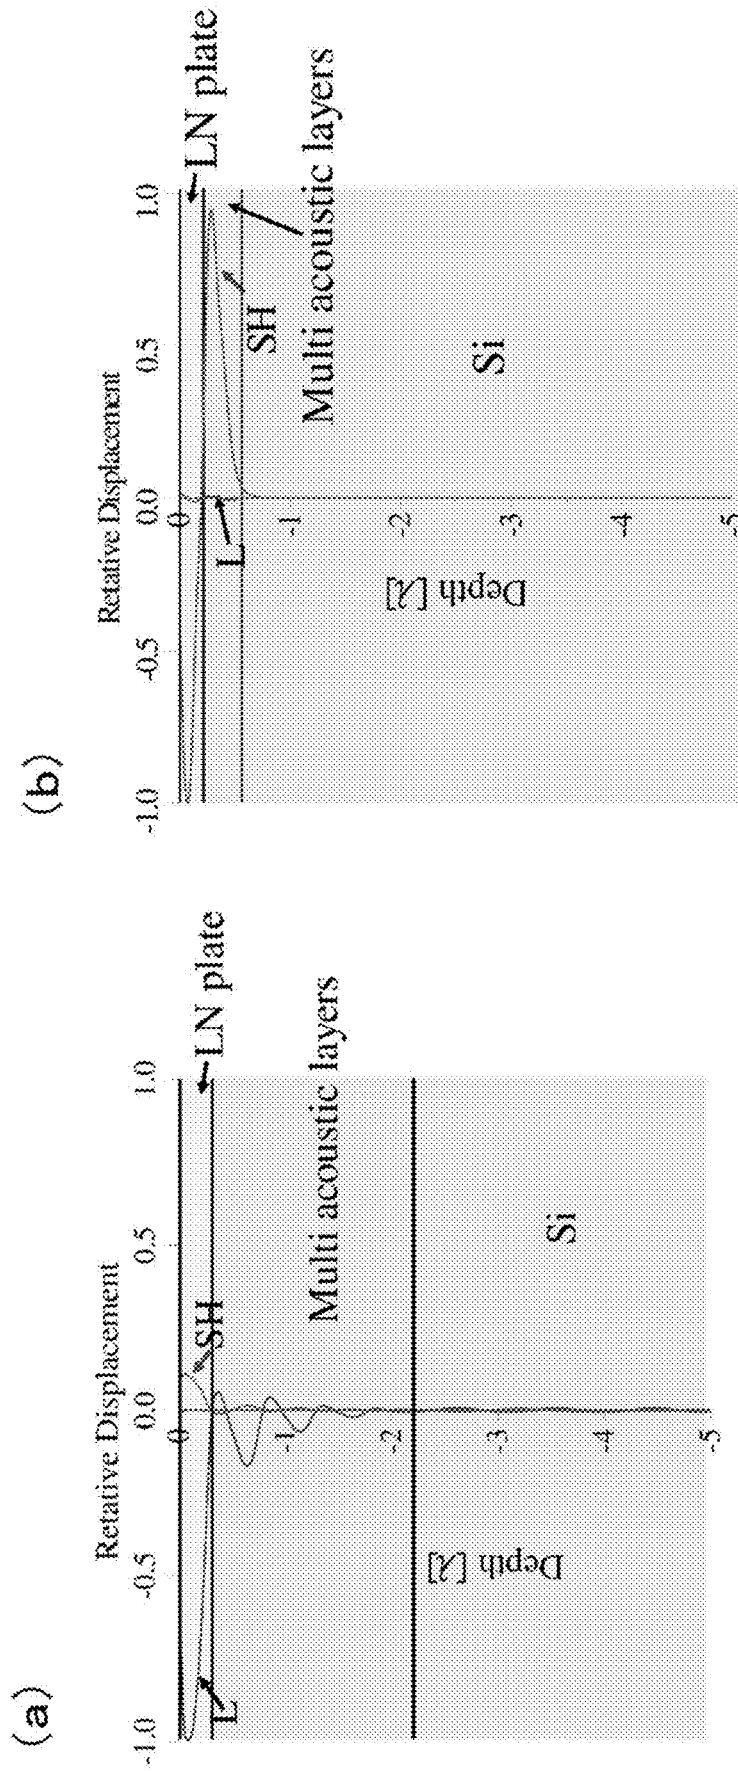 (a)
Retative Displacement
-1.0 -0.5 0.0 0.5 1.0
0
-1
-2
-3
-4
-5
Depth [λ]
L
SH
LN plate
Multi acoustic layers
Si
(b)
Retative Displacement
-1.0 -0.5 0.0 0.5 1.0
0
-1
-2
-3
-4
-5
Depth [λ]
L
SH
LN plate
Multi acoustic layers
Si